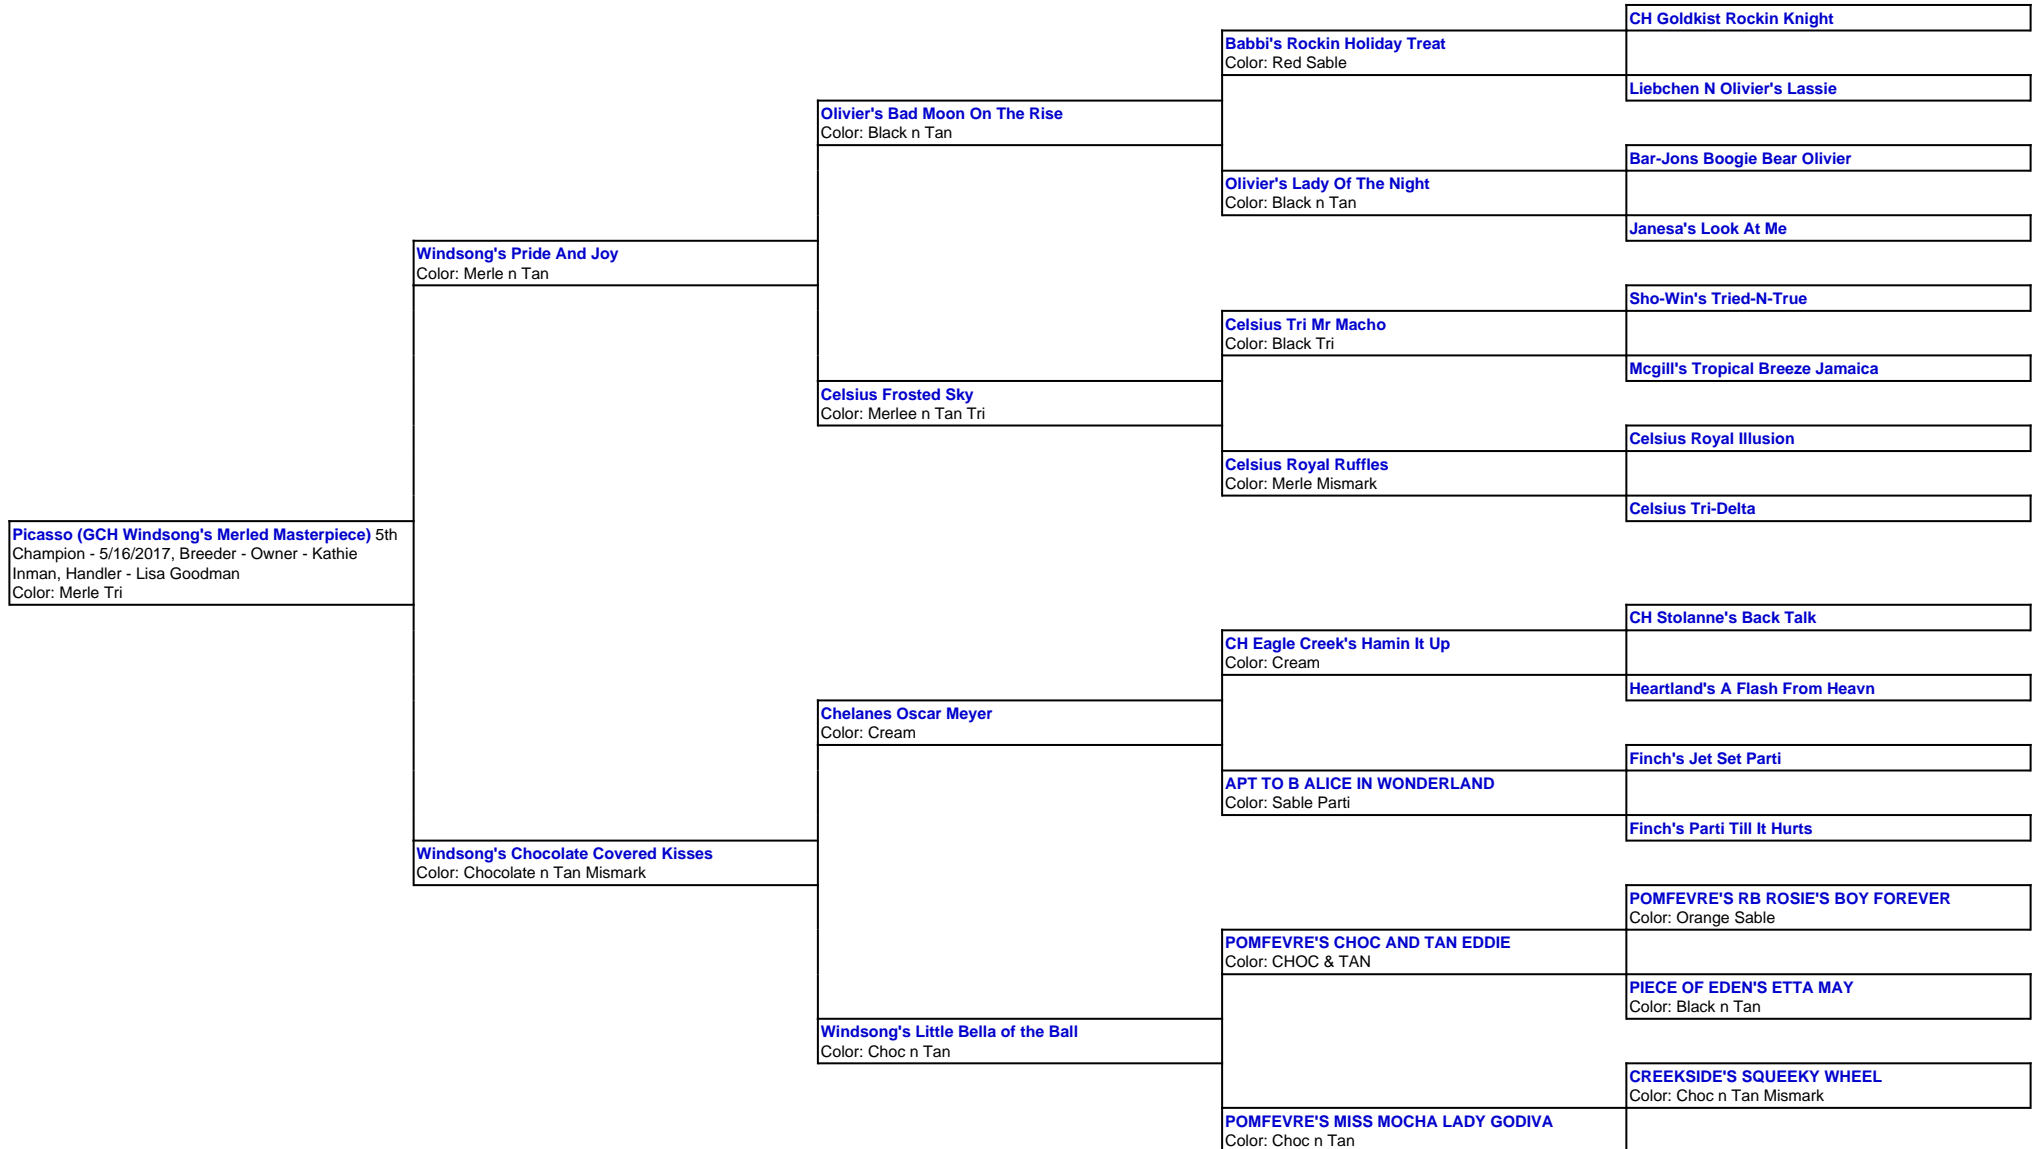 CH Goldkist Rockin Knight
Babbi's Rockin Holiday Treat
Color: Red Sable
Liebchen N Olivier's Lassie
Olivier's Bad Moon On The Rise
Color: Black n Tan
Bar-Jons Boogie Bear Olivier
Olivier's Lady Of The Night
Color: Black n Tan
Janesa's Look At Me
Windsong's Pride And Joy
Color: Merle n Tan
Sho-Win's Tried-N-True
Celsius Tri Mr Macho
Color: Black Tri
Mcgill's Tropical Breeze Jamaica
Celsius Frosted Sky
Color: Merlee n Tan Tri
Celsius Royal Illusion
Celsius Royal Ruffles
Color: Merle Mismark
Celsius Tri-Delta
Picasso (GCH Windsong's Merled Masterpiece) 5th
Champion - 5/16/2017, Breeder - Owner - Kathie
Inman, Handler - Lisa Goodman
Color: Merle Tri
CH Stolanne's Back Talk
CH Eagle Creek's Hamin It Up
Color: Cream
Heartland's A Flash From Heavn
Chelanes Oscar Meyer
Color: Cream
Finch's Jet Set Parti
APT TO B ALICE IN WONDERLAND
Color: Sable Parti
Finch's Parti Till It Hurts
Windsong's Chocolate Covered Kisses
Color: Chocolate n Tan Mismark
POMFEVRE'S RB ROSIE'S BOY FOREVER
Color: Orange Sable
POMFEVRE'S CHOC AND TAN EDDIE
Color: CHOC & TAN
PIECE OF EDEN'S ETTA MAY
Color: Black n Tan
Windsong's Little Bella of the Ball
Color: Choc n Tan
CREEKSIDE'S SQUEEKY WHEEL
Color: Choc n Tan Mismark
POMFEVRE'S MISS MOCHA LADY GODIVA
Color: Choc n Tan